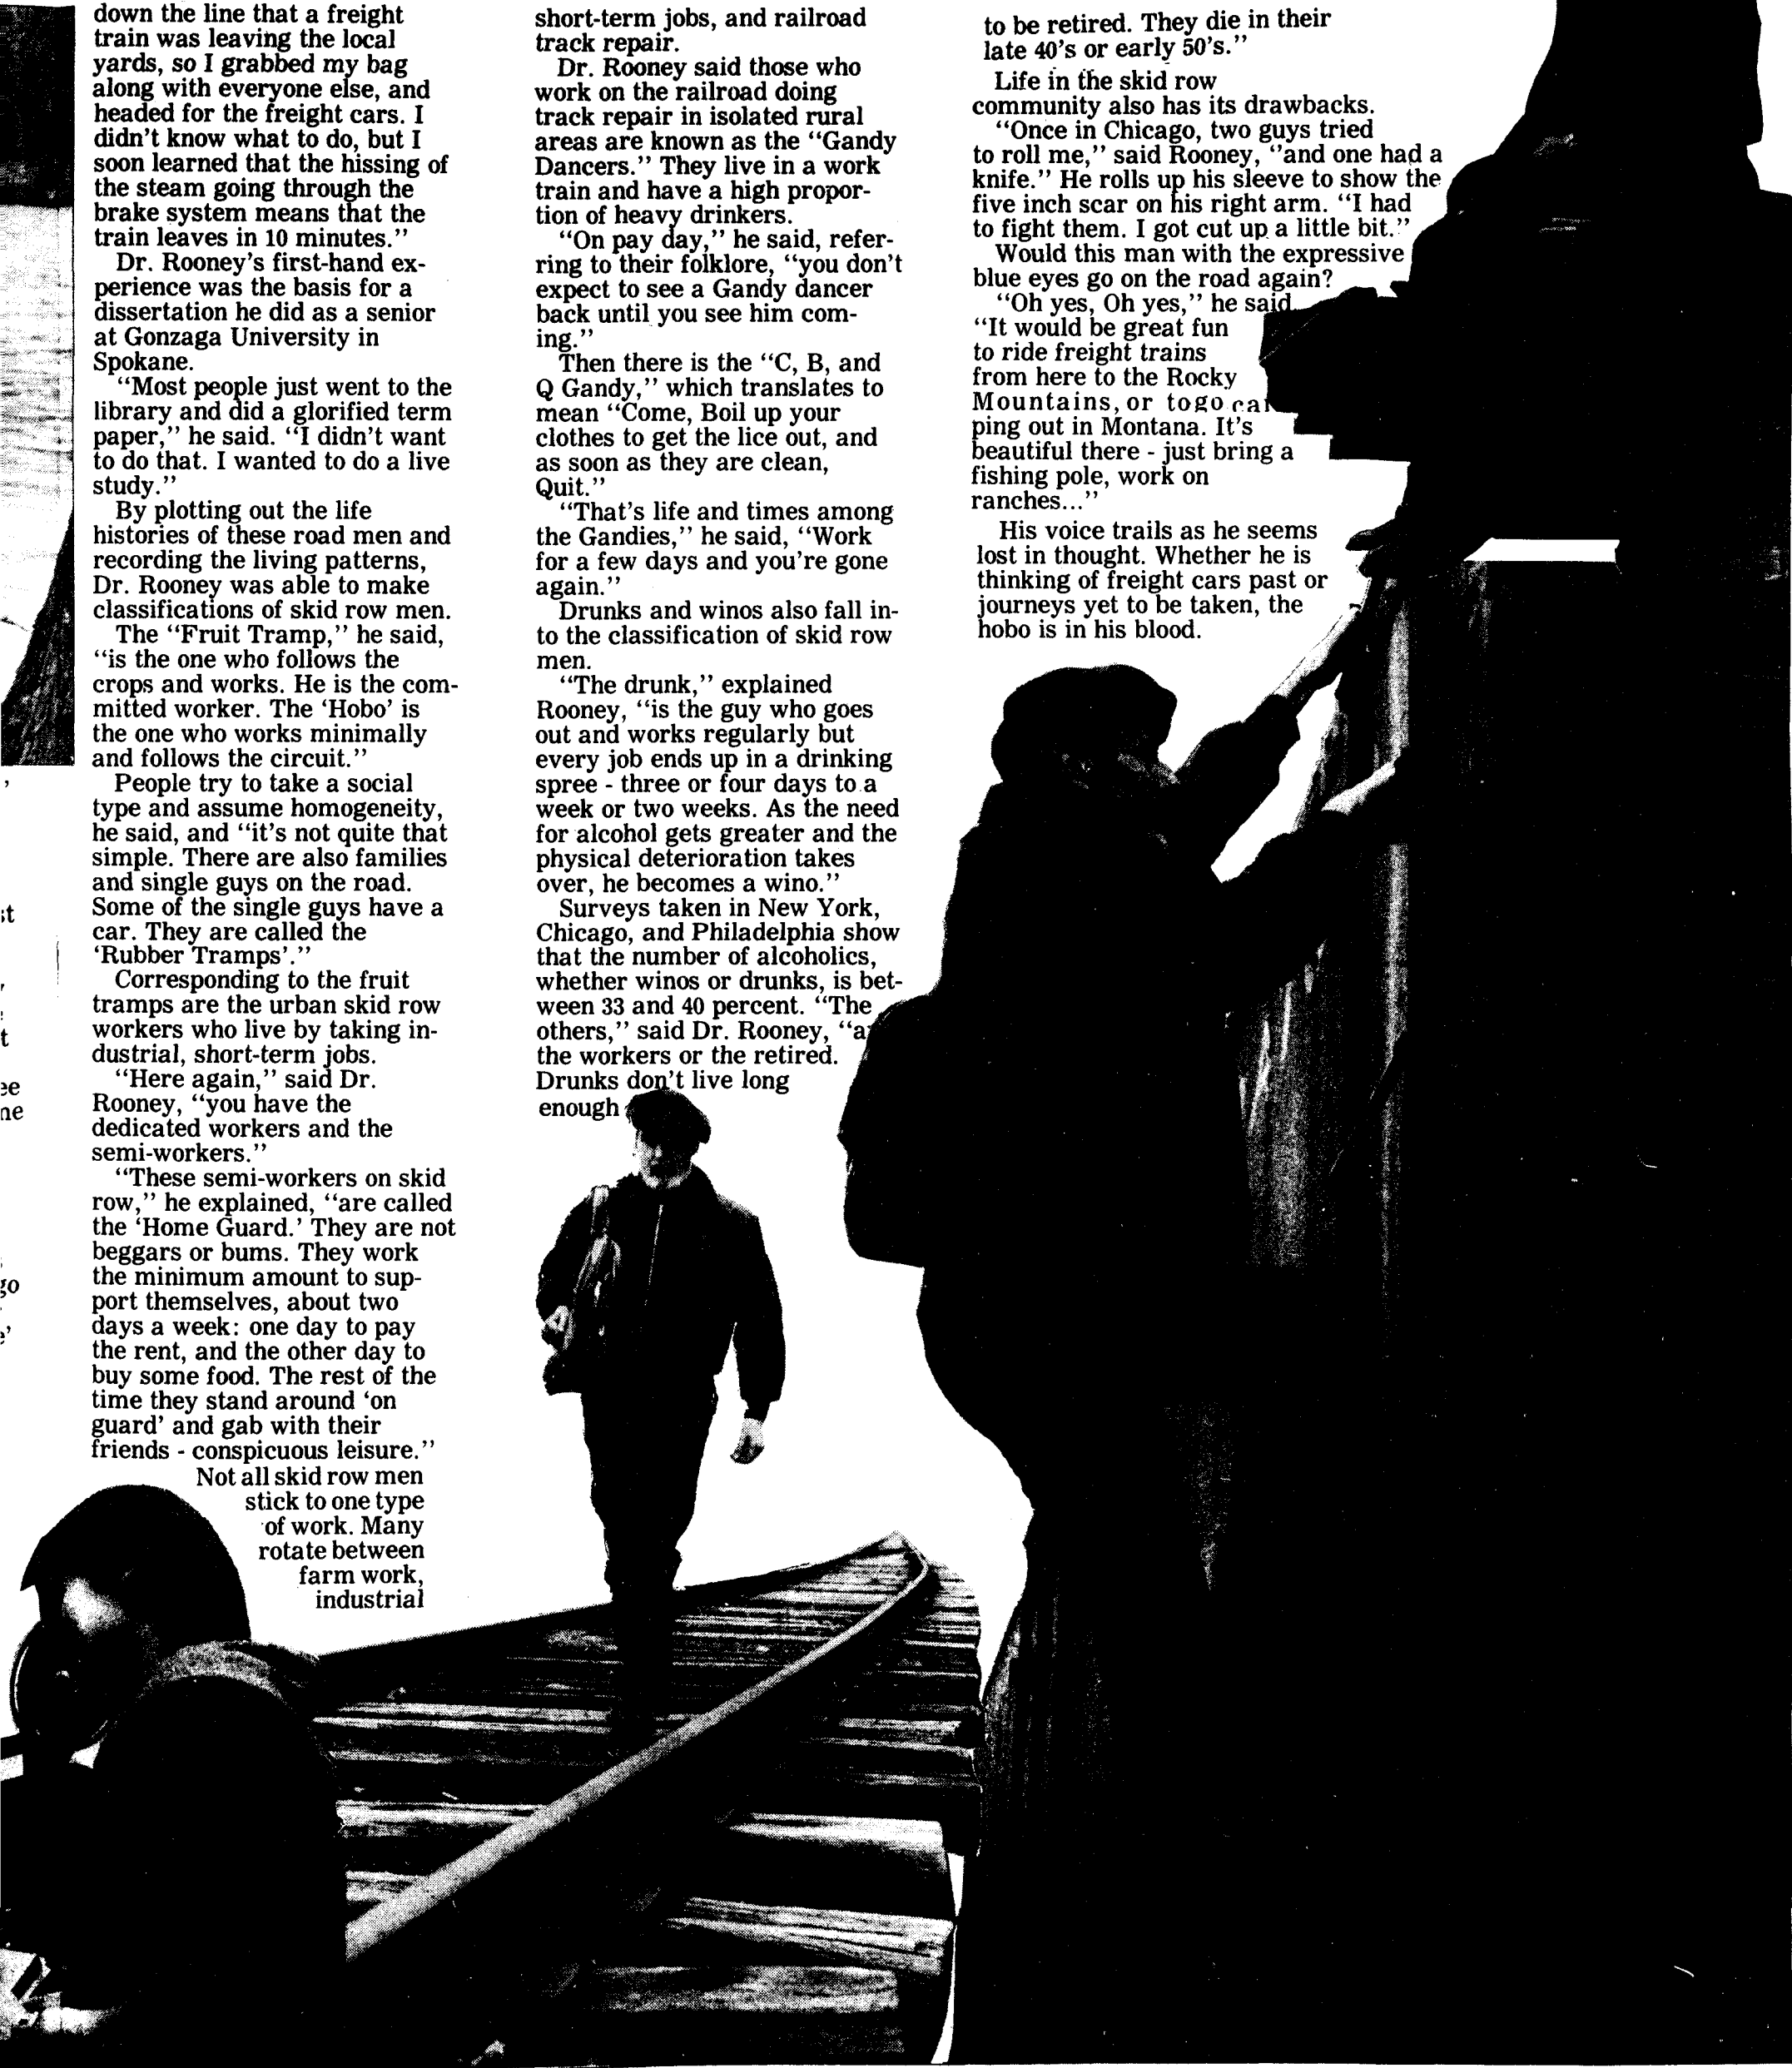 down the line that a freight
train was leaving the local
yards, so I grabbed my bag
along with everyone else, and
headed for the freight cars. I
didn't know what to do, but I
soon learned that the hissing of
the steam going through the
brake system means that the
train leaves in 10 minutes.''
Dr. Rooney's first-hand ex-
perience was the basis for a
dissertation he did as a senior
at Gonzaga University in
Spokane.
“Most people just went to the
library and did a glorified term
paper,'' he said. “I didn't want
to do that. I wanted to do a live
study.''
By plotting out the life
histories of these road men and
recording the living patterns,
Dr. Rooney was able to make
classifications of skid row men.
The “Fruit Tramp,'' he said,
“is the one who follows the
crops and works. He is the com-
mitted worker. The ‘Hobo’ is
the one who works minimally
and follows the circuit.''
People try to take a social
type and assume homogeneity,
he said, and “it's not quite that
simple. There are also families
and single guys on the road.
Some of the single guys have a
car. They are called the
‘Rubber Tramps’.''
Corresponding to the fruit
tramps are the urban skid row
workers who live by taking in-
dustrial, short-term jobs.
“Here again,'' said Dr.
Rooney, “you have the
dedicated workers and the
semi-workers.''
“These semi-workers on skid
row,'' he explained, “are called
the ‘Home Guard.’ They are not
beggars or bums. They work
the minimum amount to sup-
port themselves, about two
days a week: one day to pay
the rent, and the other day to
buy some food. The rest of the
time they stand around ‘on
guard’ and gab with their
friends - conspicuous leisure.''
Not all skid row men
stick to one type
of work. Many
rotate between
farm work,
industrial
short-term jobs, and railroad
track repair.
Dr. Rooney said those who
work on the railroad doing
track repair in isolated rural
areas are known as the “Gandy
Dancers.'' They live in a work
train and have a high propor-
tion of heavy drinkers.
“On pay day,'' he said, refer-
ring to their folklore, “you don't
expect to see a Gandy dancer
back until you see him com-
ing.''
Then there is the “C, B, and
Q Gandy,'' which translates to
mean “Come, Boil up your
clothes to get the lice out, and
as soon as they are clean,
Quit.''
“That's life and times among
the Gandies,'' he said, “Work
for a few days and you're gone
again.''
Drunks and winos also fall in-
to the classification of skid row
men.
“The drunk,'' explained
Rooney, “is the guy who goes
out and works regularly but
every job ends up in a drinking
spree - three or four days to a
week or two weeks. As the need
for alcohol gets greater and the
physical deterioration takes
over, he becomes a wino.''
Surveys taken in New York,
Chicago, and Philadelphia show
that the number of alcoholics,
whether winos or drunks, is bet-
ween 33 and 40 percent. “The
others,'' said Dr. Rooney,
the workers or the retired.
Drunks don't live long
enough
to be retired. They die in their
late 40's or early 50's.''
Life in the skid row
community also has its drawbacks.
“Once in Chicago, two guys tried
to roll me,'' said Rooney, “and one had a
knife.'' He rolls up his sleeve to show the
five inch scar on his right arm. “I had
to fight them. I got cut up a little bit.''
Would this man with the expressive
blue eyes go on the road again?
“Oh yes, Oh yes,'' he said
“It would be great fun
to ride freight trains
from here to the Rocky
Mountains, or to go
ping out in Montana. It's
beautiful there - just bring a
fishing pole, work on
ranches...''
His voice trails as he seems
lost in thought. Whether he is
thinking of freight cars past or
journeys yet to be taken, the
hobo is in his blood.